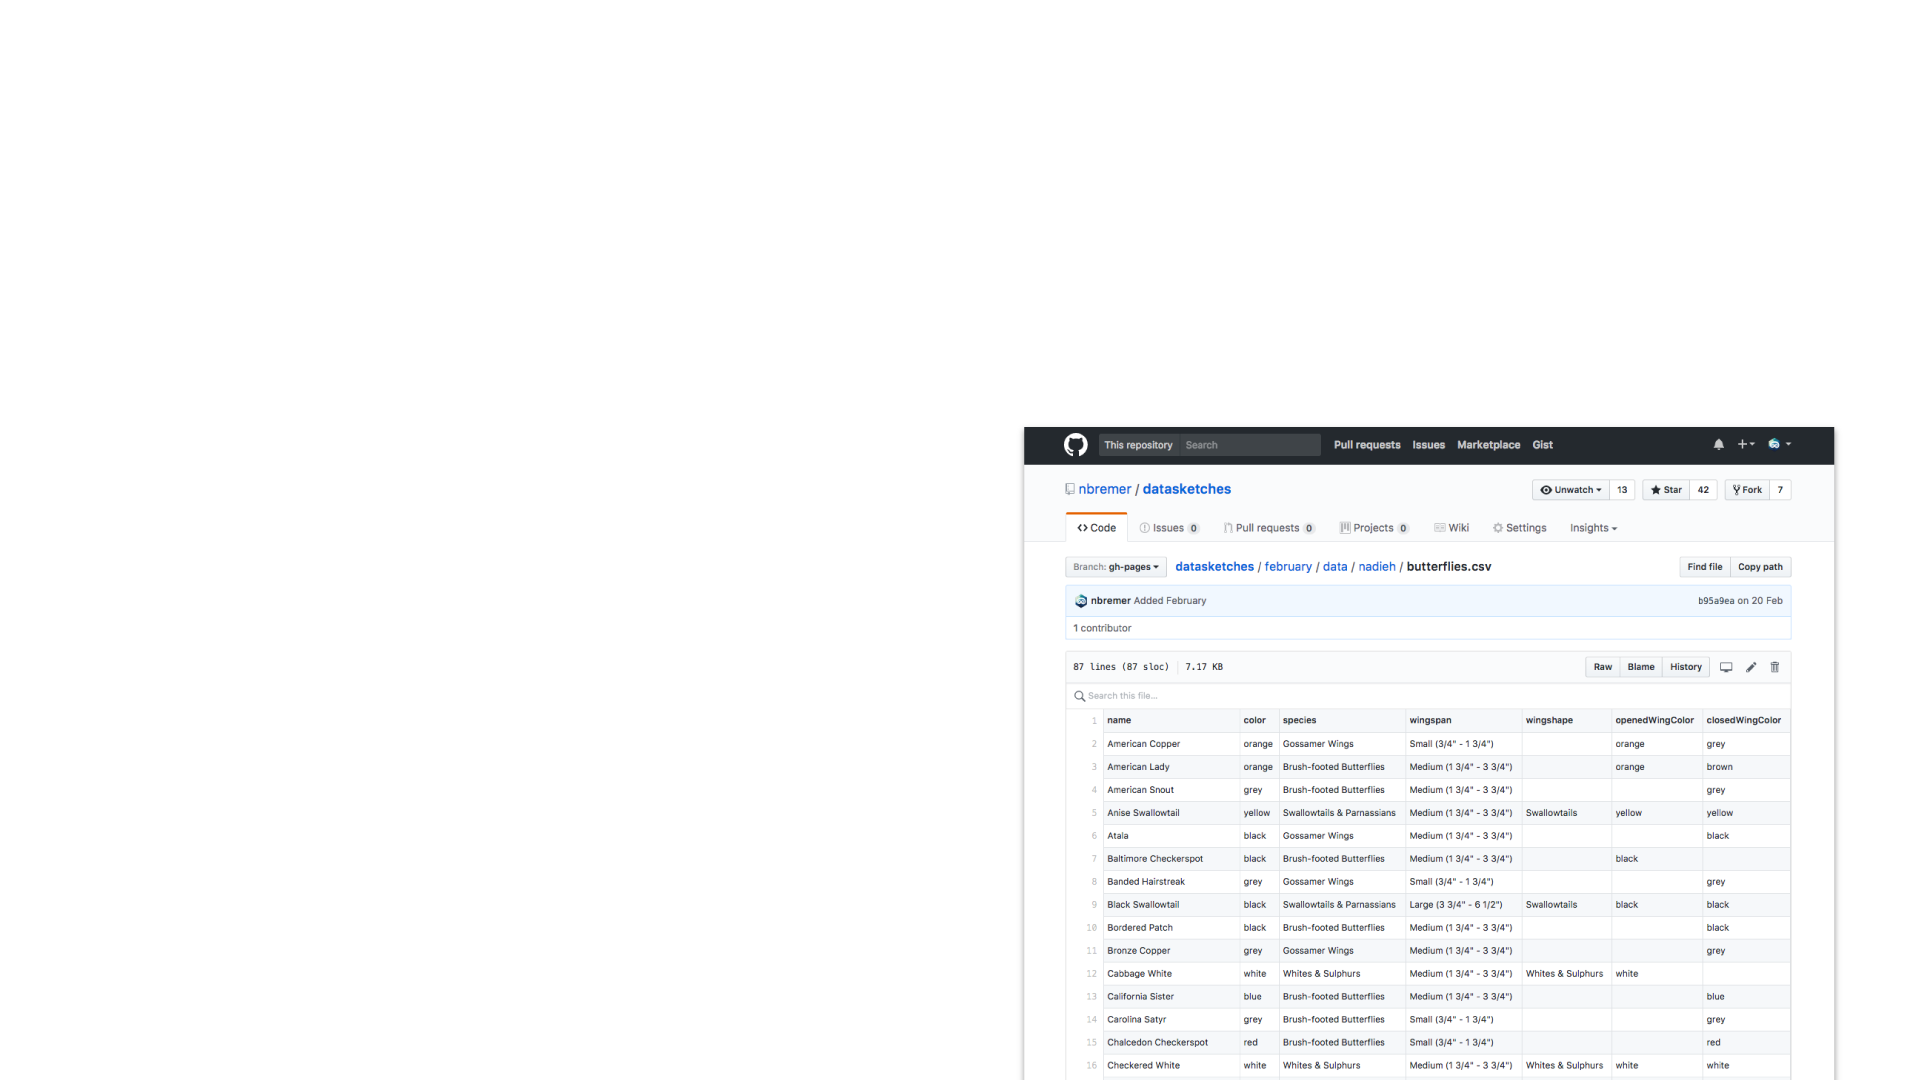 This repository Search Pull requests Issues Marketplace Gist
nbremer / datasketches Unwatch 13 Star 42 Fork 7
Code Issues 0 Pull requests 0 Projects 0 Wiki Settings Insights
Branch: gh-pages datasketches / february / data / nadieh / butterflies.csv Find file Copy path
nbremer Added February b95a9ea on 20 Feb
1 contributor
87 lines (87 sloc) 7.17 KB Raw Blame History
Search this file...
1 name color species wingspan wingshape openedWingColor closedWingColor
2 American Copper orange Gossamer Wings Small (3/4" - 1 3/4") orange grey
3 American Lady orange Brush-footed Butterflies Medium (1 3/4" - 3 3/4") orange brown
4 American Snout grey Brush-footed Butterflies Medium (1 3/4" - 3 3/4") grey
5 Anise Swallowtail yellow Swallowtails & Parnassians Medium (1 3/4" - 3 3/4") Swallowtails yellow yellow
6 Atala black Gossamer Wings Medium (1 3/4" - 3 3/4") black
7 Baltimore Checkerspot black Brush-footed Butterflies Medium (1 3/4" - 3 3/4") black
8 Banded Hairstreak grey Gossamer Wings Small (3/4" - 1 3/4") grey
9 Black Swallowtail black Swallowtails & Parnassians Large (3 3/4" - 6 1/2") Swallowtails black black
10 Bordered Patch black Brush-footed Butterflies Medium (1 3/4" - 3 3/4") black
11 Bronze Copper grey Gossamer Wings Medium (1 3/4" - 3 3/4") grey
12 Cabbage White white Whites & Sulphurs Medium (1 3/4" - 3 3/4") Whites & Sulphurs white
13 California Sister blue Brush-footed Butterflies Medium (1 3/4" - 3 3/4") blue
14 Carolina Satyr grey Brush-footed Butterflies Small (3/4" - 1 3/4") grey
15 Chalcedon Checkerspot red Brush-footed Butterflies Small (3/4" - 1 3/4") red
16 Checkered White white Whites & Sulphurs Medium (1 3/4" - 3 3/4") Whites & Sulphurs white white